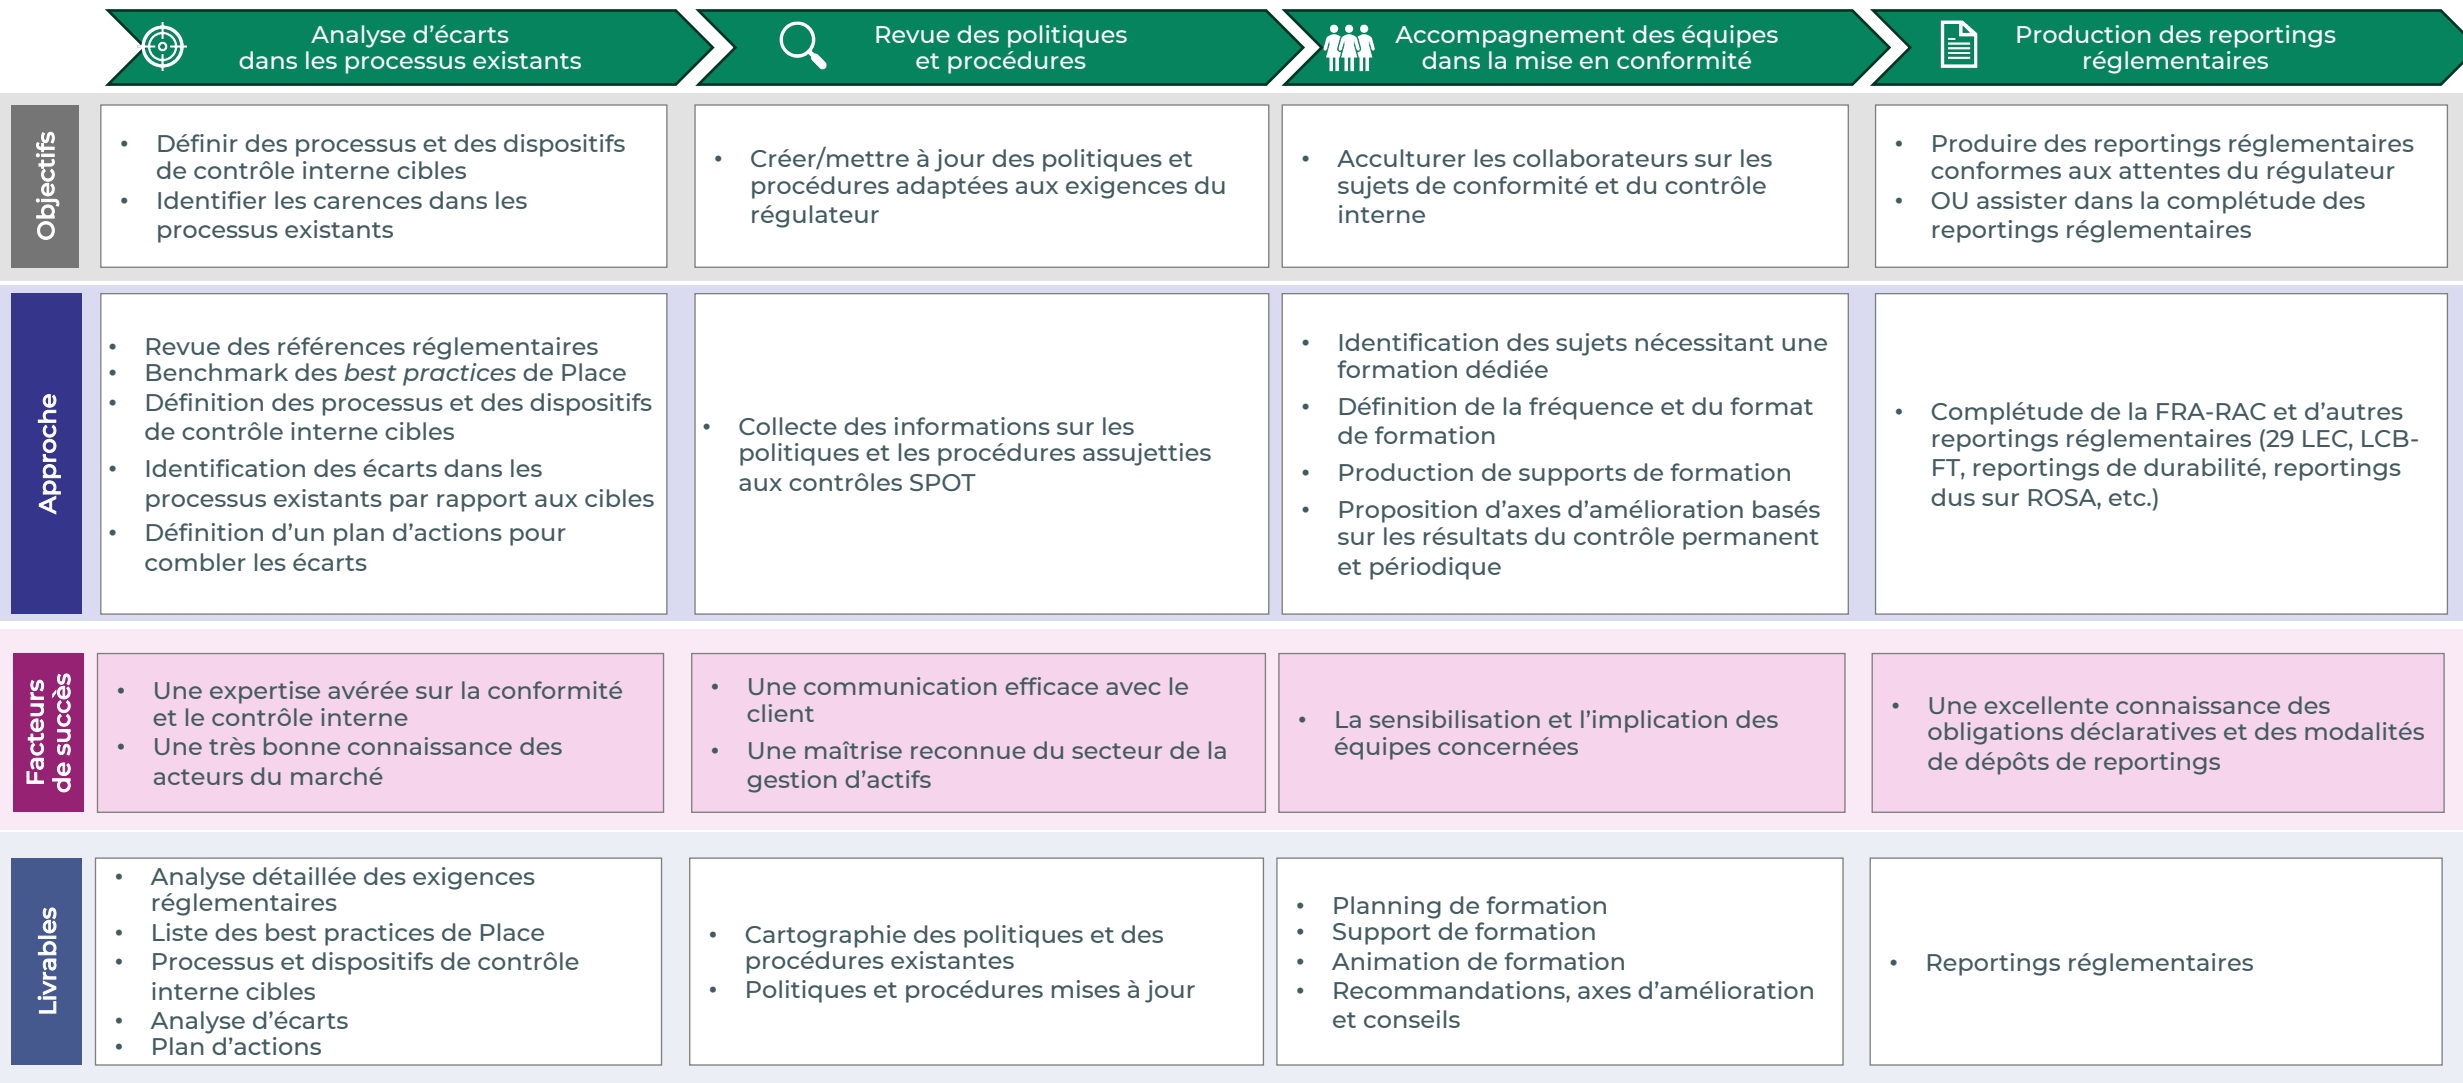 Analyse d’écarts
dans les processus existants
Revue des politiques
et procédures
Accompagnement des équipes
dans la mise en conformité
Production des reportings
réglementaires
Objectifs
• Définir des processus et des dispositifs
de contrôle interne cibles
• Identifier les carences dans les
processus existants
• Créer/mettre à jour des politiques et
procédures adaptées aux exigences du
régulateur
• Acculturer les collaborateurs sur les
sujets de conformité et du contrôle
interne
• Produire des reportings réglementaires
conformes aux attentes du régulateur
• OU assister dans la complétude des
reportings réglementaires
Approche
• Revue des références réglementaires
• Benchmark des best practices de Place
• Définition des processus et des dispositifs
de contrôle interne cibles
• Identification des écarts dans les
processus existants par rapport aux cibles
• Définition d’un plan d’actions pour
combler les écarts
• Collecte des informations sur les
politiques et les procédures assujetties
aux contrôles SPOT
• Identification des sujets nécessitant une
formation dédiée
• Définition de la fréquence et du format
de formation
• Production de supports de formation
• Proposition d’axes d’amélioration basés
sur les résultats du contrôle permanent
et périodique
• Complétude de la FRA-RAC et d’autres
reportings réglementaires (29 LEC, LCB-
FT, reportings de durabilité, reportings
dus sur ROSA, etc.)
Facteurs
de succès
• Une expertise avérée sur la conformité
et le contrôle interne
• Une très bonne connaissance des
acteurs du marché
• Une communication efficace avec le
client
• Une maîtrise reconnue du secteur de la
gestion d’actifs
• La sensibilisation et l’implication des
équipes concernées
• Une excellente connaissance des
obligations déclaratives et des modalités
de dépôts de reportings
Livrables
• Analyse détaillée des exigences
réglementaires
• Liste des best practices de Place
• Processus et dispositifs de contrôle
interne cibles
• Analyse d’écarts
• Plan d’actions
• Cartographie des politiques et des
procédures existantes
• Politiques et procédures mises à jour
• Planning de formation
• Support de formation
• Animation de formation
• Recommandations, axes d’amélioration
et conseils
• Reportings réglementaires